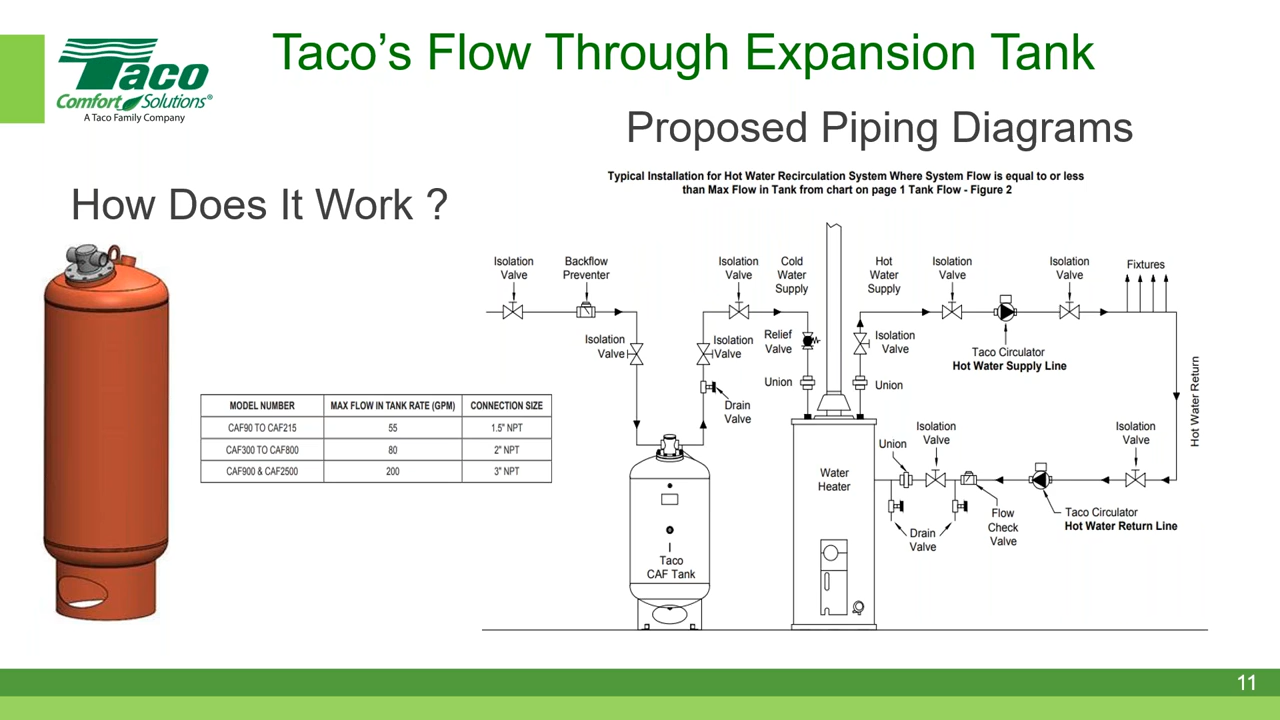 Taco
Comfort Solutions®
A Taco Family Company
Taco's Flow Through Expansion Tank
Proposed Piping Diagrams
How Does It Work ?
Typical Installation for Hot Water Recirculation System Where System Flow is equal to or less
than Max Flow in Tank from chart on page 1 Tank Flow - Figure 2
Isolation
Valve
Backflow
Preventer
Isolation
Valve
Cold
Water
Supply
Hot
Water
Supply
Isolation
Valve
Isolation
Valve
Fixtures
Isolation
Valve
Isolation
Valve
Relief
Valve
Isolation
Valve
Taco Circulator
Hot Water Supply Line
Union
Union
Drain
Valve
Hot Water Return
MODEL NUMBER MAX FLOW IN TANK RATE (GPM) CONNECTION SIZE
CAF90 TO CAF215 55 1.5" NPT
CAF300 TO CAF800 80 2" NPT
CAF900 & CAF2500 200 3" NPT
Union
Isolation
Valve
Isolation
Valve
Water
Heater
Flow
Check
Valve
Taco Circulator
Hot Water Return Line
Drain
Valve
Taco
CAF Tank
11